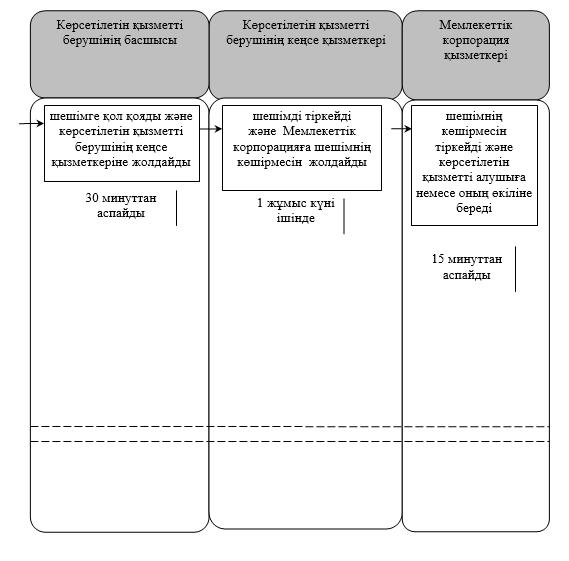 Көрсетілетін қызметті
берушінің басшысы
Көрсетілетін қызметті
берушінің кеңсе қызметкері
Мемлекеттік
корпорация
қызметкері
шешімге қол қояды және
көрсетілетін қызметті
берушінің кеңсе
қызметкеріне жолдайды
30 минуттан
аспайды
шешімді тіркейді
және Мемлекеттік
корпорацияға шешімнің
көшірмесін жолдайды
1 жұмыс күні
ішінде
шешімнің
көшірмесін
тіркейді және
көрсетілетін
қызметті алушыға
немесе оның өкіліне
береді
15 минуттан
аспайды